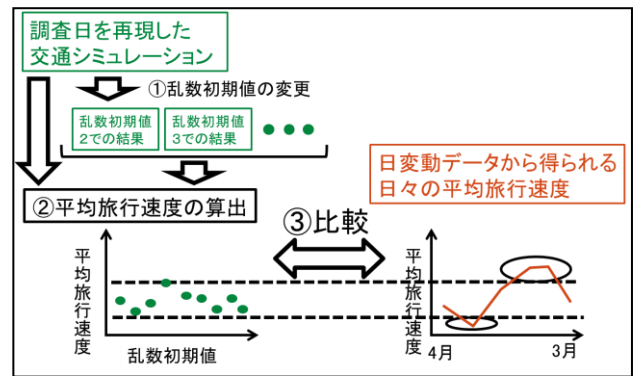 調査日を再現した
交通シミュレーション
①乱数初期値の変更
乱数初期値
2での結果
乱数初期値
3での結果
日変動データから得られる
日々の平均旅行速度
②平均旅行速度の算出
③比較
平均旅行速度
乱数初期値
平均旅行速度
4月
3月